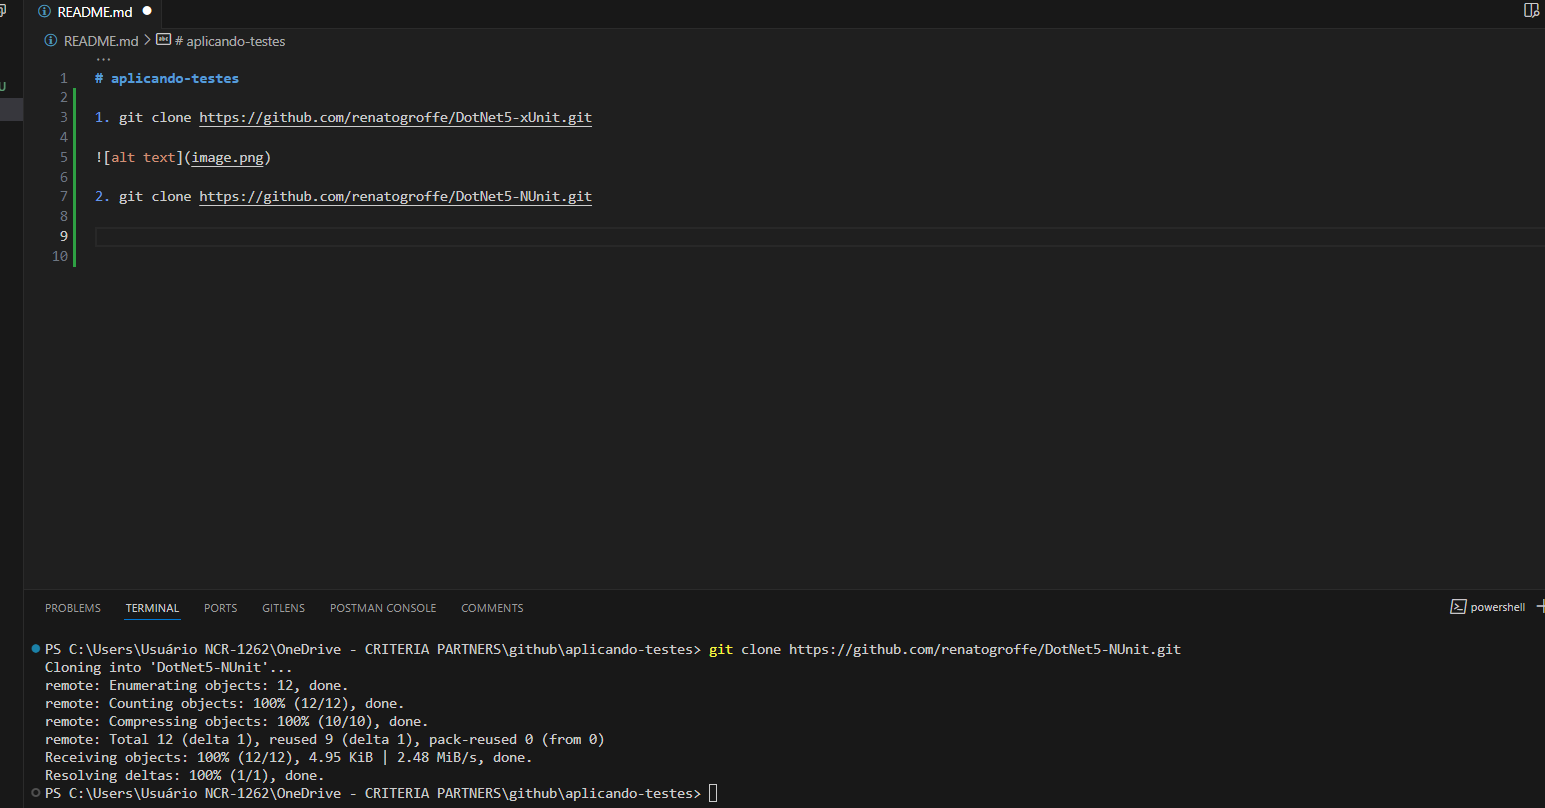 README.md
README.md > # aplicando-testes
...
1 # aplicando-testes
2
3 1. git clone https://github.com/renatogroffe/DotNet5-xUnit.git
4
5 ![alt text](image.png)
6
7 2. git clone https://github.com/renatogroffe/DotNet5-NUnit.git
8
9
10
U
PROBLEMS TERMINAL PORTS GITLENS POSTMAN CONSOLE COMMENTS
powershell
PS C:\Users\Usuário NCR-1262\OneDrive - CRITERIA PARTNERS\github\aplicando-testes> git clone https://github.com/renatogroffe/DotNet5-NUnit.git
Cloning into 'DotNet5-NUnit'...
remote: Enumerating objects: 12, done.
remote: Counting objects: 100% (12/12), done.
remote: Compressing objects: 100% (10/10), done.
remote: Total 12 (delta 1), reused 9 (delta 1), pack-reused 0 (from 0)
Receiving objects: 100% (12/12), 4.95 KiB | 2.48 MiB/s, done.
Resolving deltas: 100% (1/1), done.
PS C:\Users\Usuário NCR-1262\OneDrive - CRITERIA PARTNERS\github\aplicando-testes>